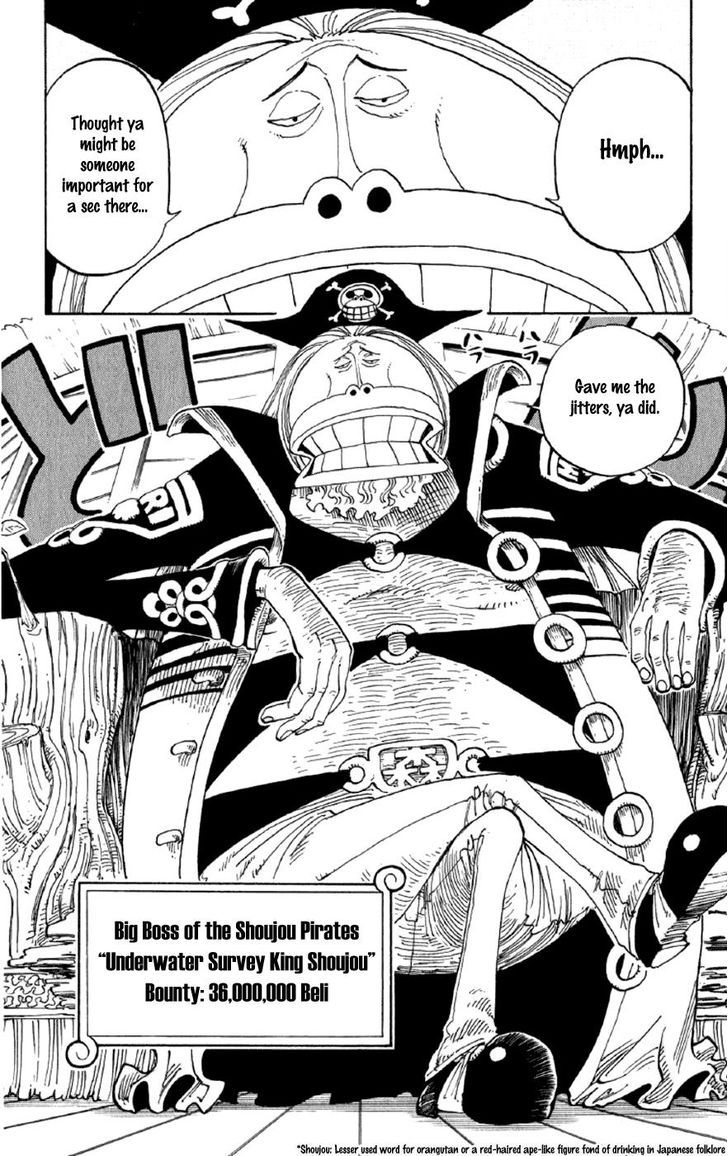 Hmph...
Thought ya
might be
someone
important for
a sec there...
Gave me the
jitters, ya did.
RI
Big Boss of the Shoujou Pirates
“Underwater Survey King Shoujou”
Bounty: 36,000,000 Beli
*Shoujou: Lesser used word for orangutan or a red-haired ape-like figure fond of drinking in Japanese folklore